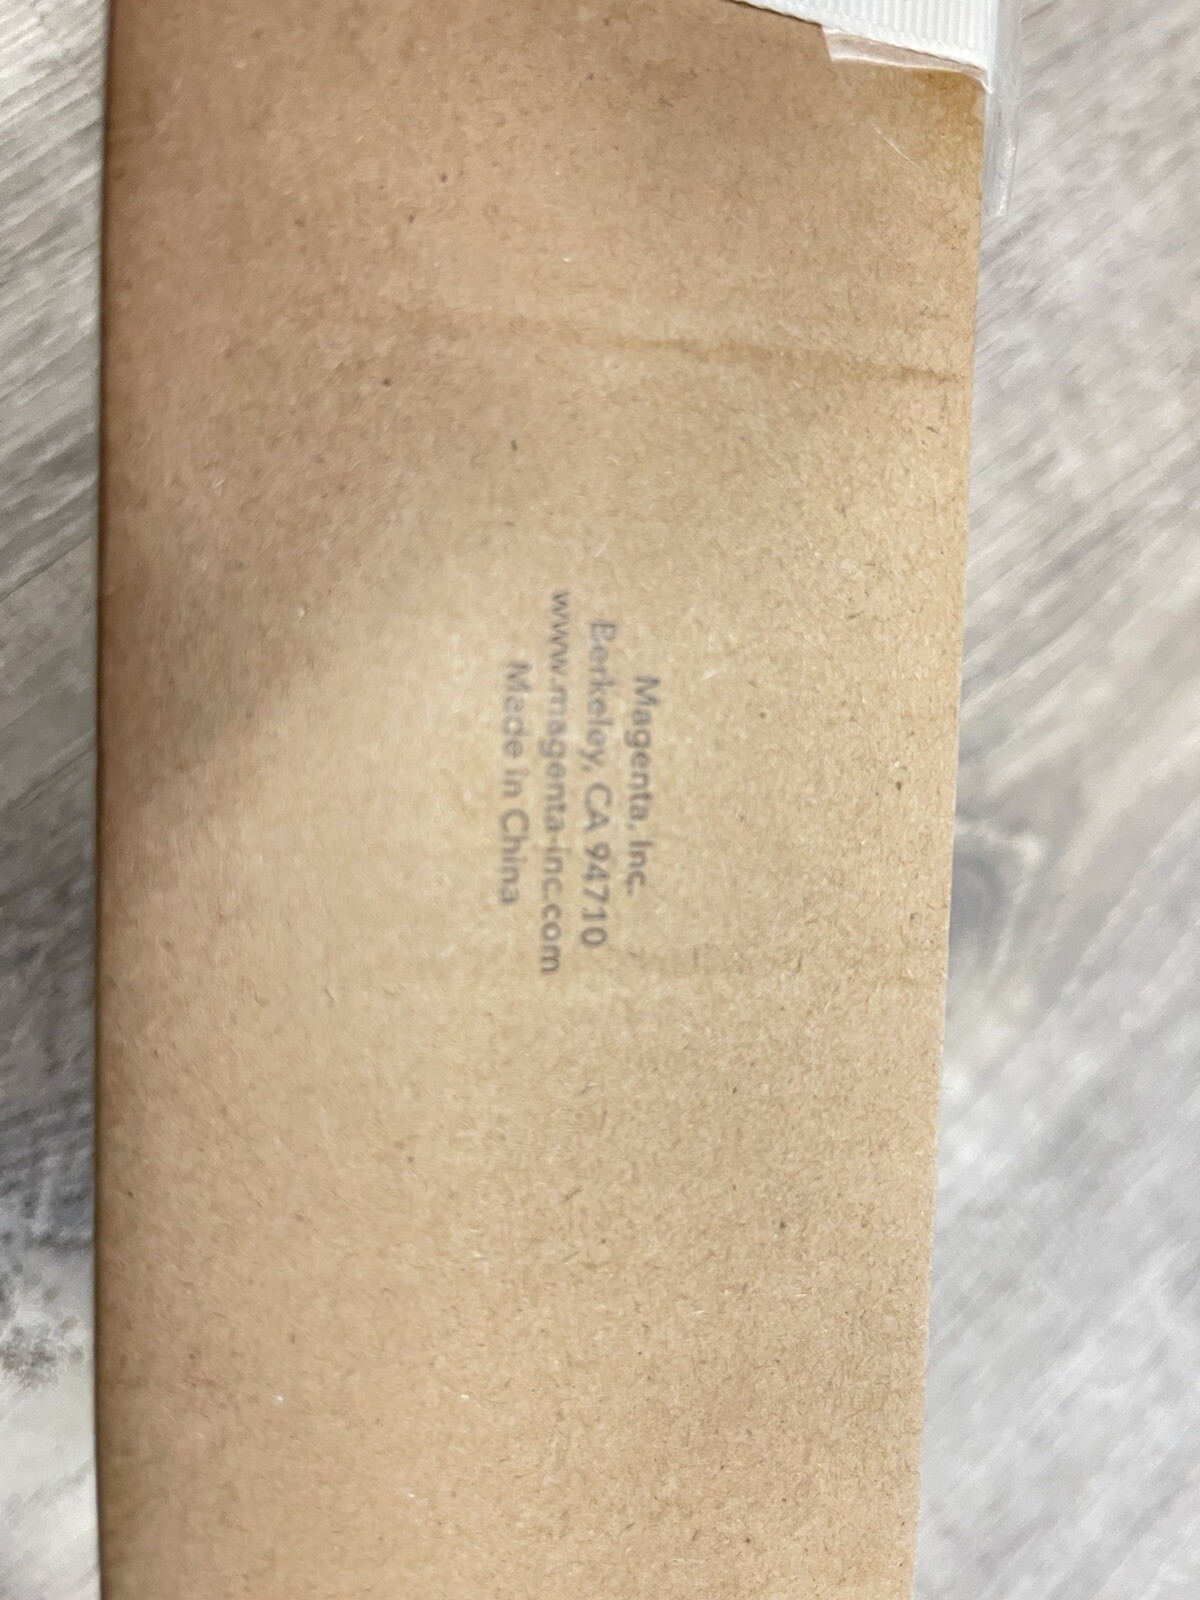 Magenta, Inc.
Berkeley, CA 94710
www.magenta-inc.com
Made in China